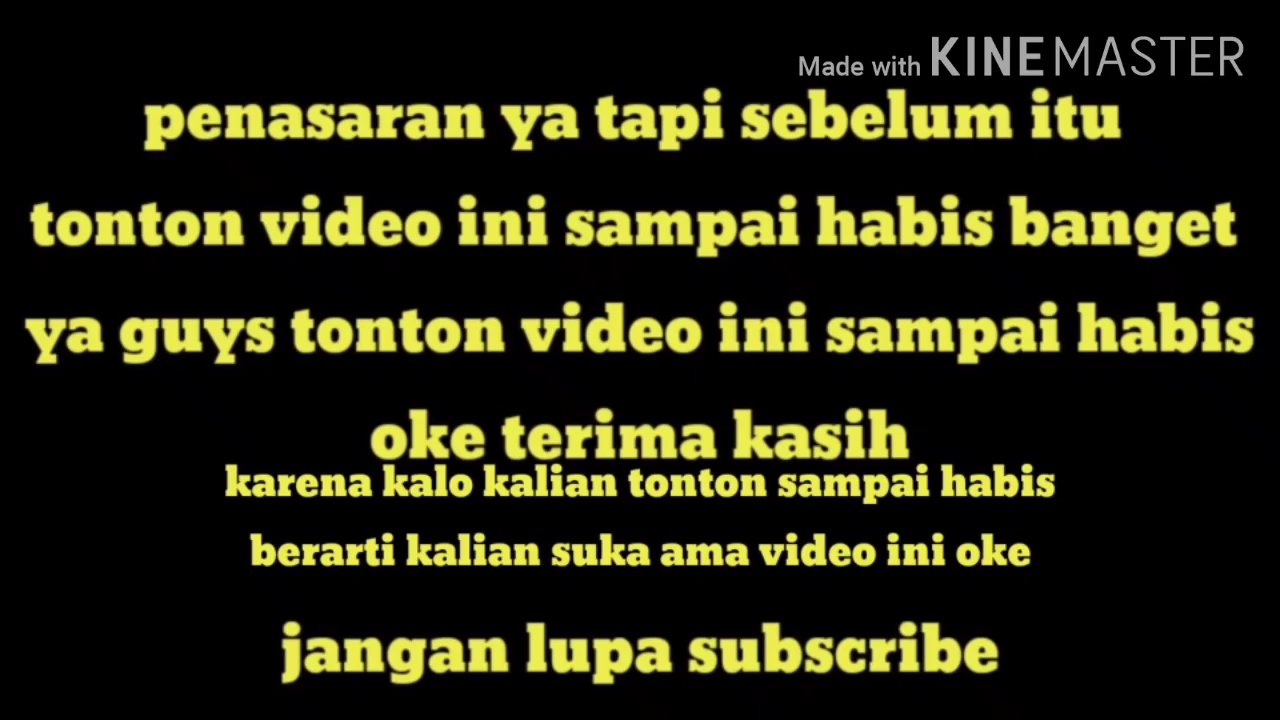 Made with KINEMASTER
penasaran ya tapi sebelum itu
tonton video ini sampai habis banget
ya guys tonton video ini sampai habis
oke terima kasih
karena kalo kalian tonton sampai habis
berarti kalian suka ama video ini oke
jangan lupa subscribe